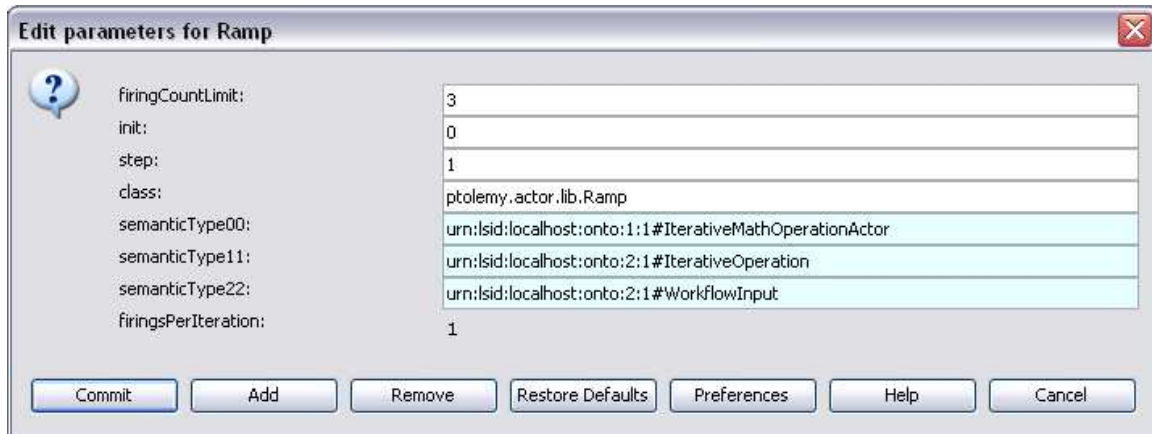 Edit parameters for Ramp
firingCountLimit: 3
init: 0
step: 1
class: ptolemy.actor.lib.Ramp
semanticType00: urn:lsid:localhost:onto:1:1#IterativeMathOperationActor
semanticType11: urn:lsid:localhost:onto:2:1#IterativeOperation
semanticType22: urn:lsid:localhost:onto:2:1#WorkflowInput
firingsPerIteration: 1
Commit Add Remove Restore Defaults Preferences Help Cancel